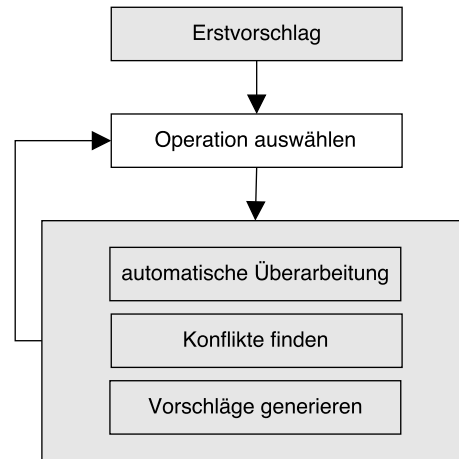 Erstvorschlag
Operation auswählen
automatische Überarbeitung
Konflikte finden
Vorschläge generieren